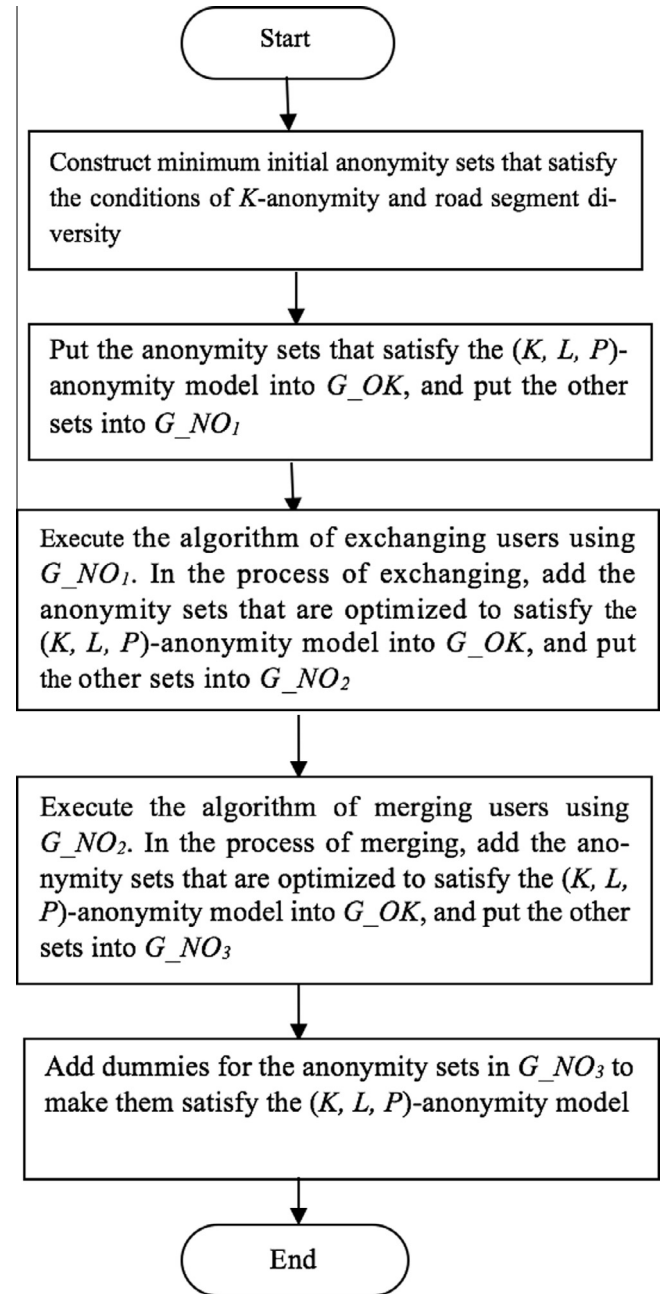 Start
Construct minimum initial anonymity sets that satisfy
the conditions of K-anonymity and road segment di-
versity
Put the anonymity sets that satisfy the (K, L, P)-
anonymity model into G_OK, and put the other
sets into G_NO₁
Execute the algorithm of exchanging users using
G_NO₁. In the process of exchanging, add the
anonymity sets that are optimized to satisfy the
(K, L, P)-anonymity model into G_OK, and put
the other sets into G_NO₂
Execute the algorithm of merging users using
G_NO₂. In the process of merging, add the ano-
nymity sets that are optimized to satisfy the (K, L,
P)-anonymity model into G_OK, and put the other
sets into G_NO₃
Add dummies for the anonymity sets in G_NO₃ to
make them satisfy the (K, L, P)-anonymity model
End